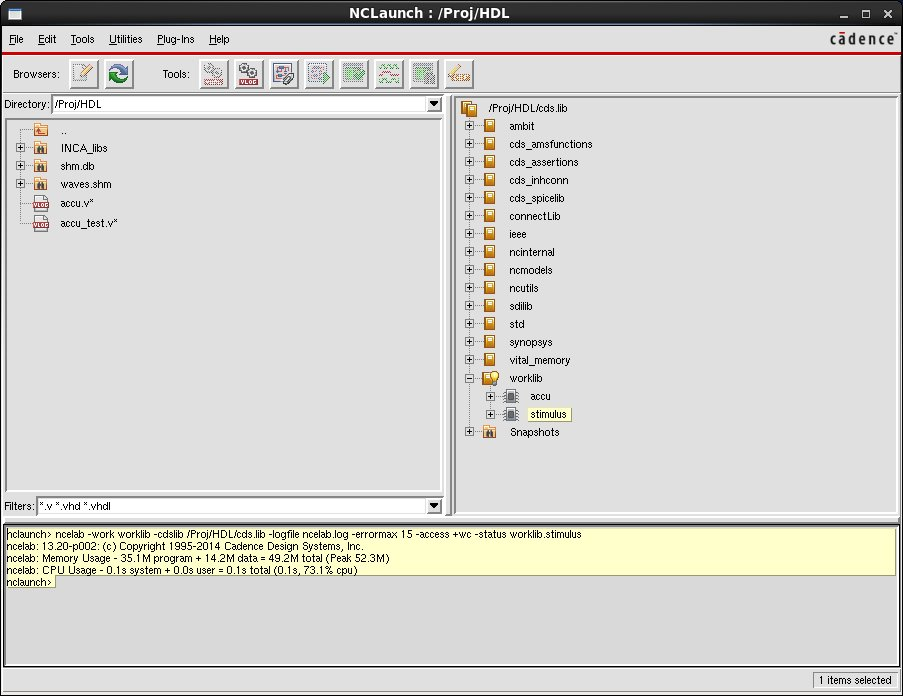 NCLaunch : /Proj/HDL
File Edit Tools Utilities Plug-Ins Help
cādence
Browsers: Tools:
VLOG
Directory: /Proj/HDL
..
INCA_libs
shm.db
waves.shm
VLOG accu.v*
VLOG accu_test.v*
Filters: *.v *.vhd *.vhdl
/Proj/HDL/cds.lib
ambit
cds_amsfunctions
cds_assertions
cds_inhconn
cds_spicelib
connectLib
ieee
ncinternal
ncmodels
ncutils
sdilib
std
synopsys
vital_memory
worklib
accu
stimulus
Snapshots
nclaunch> ncelab -work worklib -cdslib /Proj/HDL/cds.lib -logfile ncelab.log -errormax 15 -access +wc -status worklib.stimulus
ncelab: 13.20-p002: (c) Copyright 1995-2014 Cadence Design Systems, Inc.
ncelab: Memory Usage - 35.1M program + 14.2M data = 49.2M total (Peak 52.3M)
ncelab: CPU Usage - 0.1s system + 0.0s user = 0.1s total (0.1s, 73.1% cpu)
nclaunch>
1 items selected